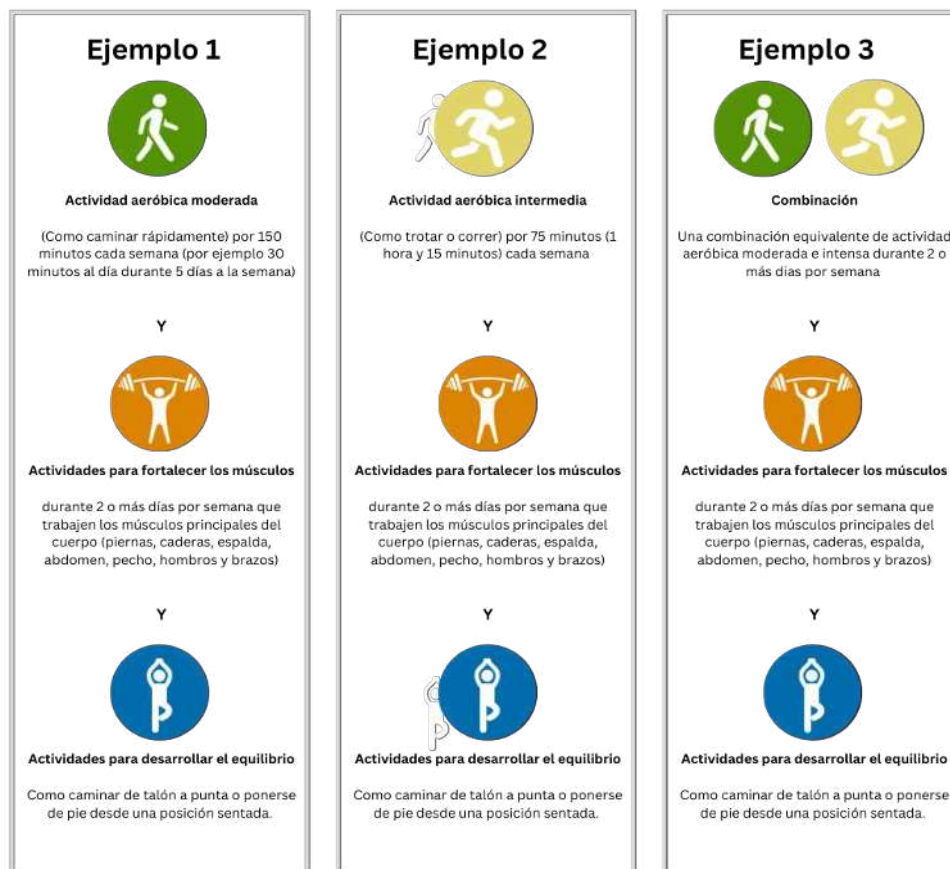 Ejemplo 1
Actividad aeróbica moderada
(Como caminar rápidamente) por 150
minutos cada semana (por ejemplo 30
minutos al día durante 5 días a la semana)
Y
Actividades para fortalecer los músculos
durante 2 o más días por semana que
trabajen los músculos principales del
cuerpo (piernas, caderas, espalda,
abdomen, pecho, hombros y brazos)
Y
Actividades para desarrollar el equilibrio
Como caminar de talón a punta o ponerse
de pie desde una posición sentada.
Ejemplo 2
Actividad aeróbica intermedia
(Como trotar o correr) por 75 minutos (1
hora y 15 minutos) cada semana
Y
Actividades para fortalecer los músculos
durante 2 o más días por semana que
trabajen los músculos principales del
cuerpo (piernas, caderas, espalda,
abdomen, pecho, hombros y brazos)
Y
Actividades para desarrollar el equilibrio
Como caminar de talón a punta o ponerse
de pie desde una posición sentada.
Ejemplo 3
Combinación
Una combinación equivalente de actividad
aeróbica moderada e intensa durante 2 o
más dias por semana
Y
Actividades para fortalecer los músculos
durante 2 o más días por semana que
trabajen los músculos principales del
cuerpo (piernas, caderas, espalda,
abdomen, pecho, hombros y brazos)
Y
Actividades para desarrollar el equilibrio
Como caminar de talón a punta o ponerse
de pie desde una posición sentada.